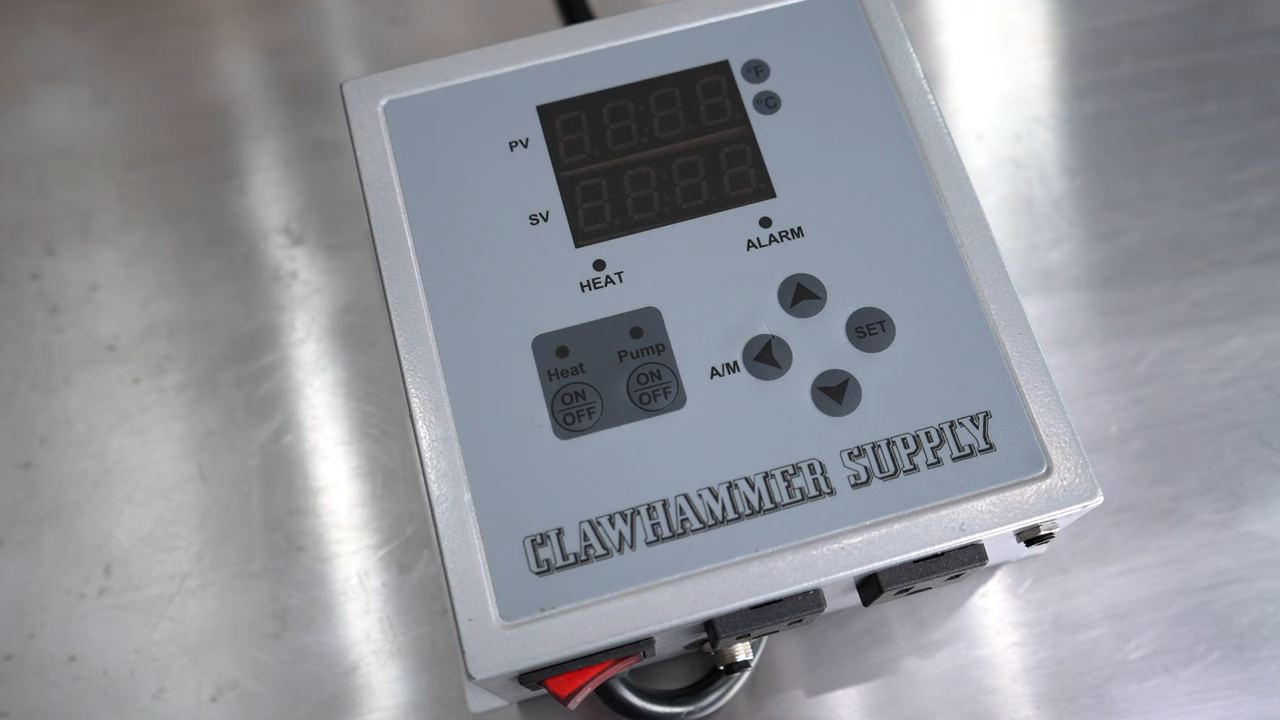 °F
°C
PV
SV
ALARM
HEAT
Heat
Pump
ON
OFF
ON
OFF
A/M
SET
CLAWHAMMER SUPPLY